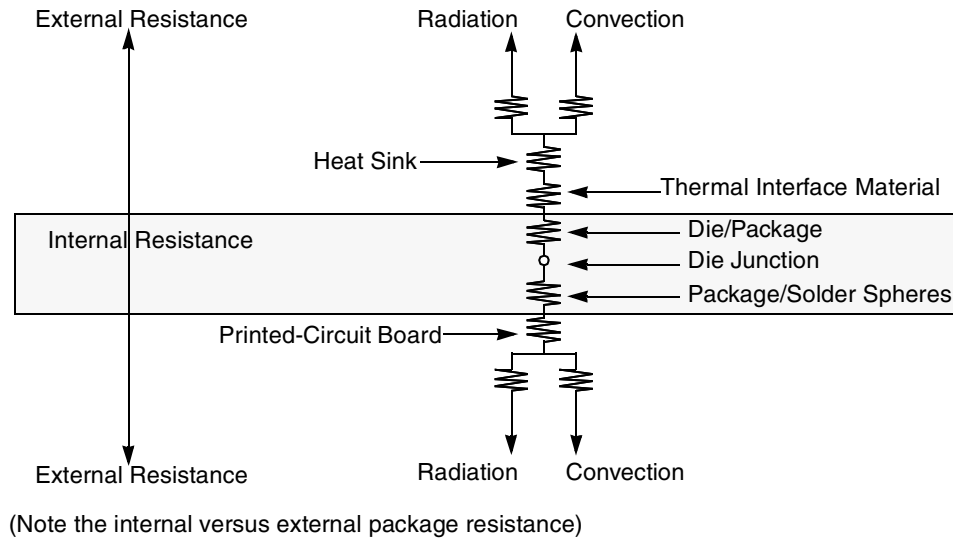 External Resistance
Radiation
Convection
Heat Sink
Thermal Interface Material
Internal Resistance
Die/Package
Die Junction
Package/Solder Spheres
Printed-Circuit Board
External Resistance
Radiation
Convection
(Note the internal versus external package resistance)